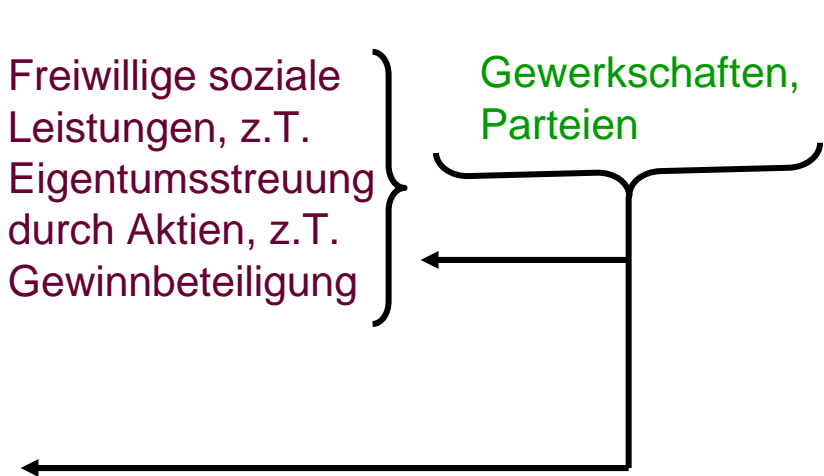 Freiwillige soziale
Leistungen, z.T.
Eigentumsstreuung
durch Aktien, z.T.
Gewinnbeteiligung
Gewerkschaften,
Parteien